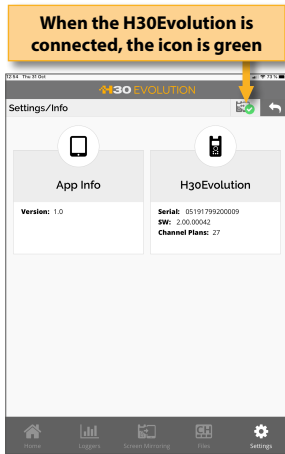 When the H30Evolution is
connected, the icon is green
12:54 Thu 31 Oct 73 %
H30 EVOLUTION
Settings/Info
App Info
H30Evolution
Version: 1.0
Serial: 05191799200009
SW: 2.00.00042
Channel Plans: 27
CH
Home Loggers Screen Mirroring Files Settings